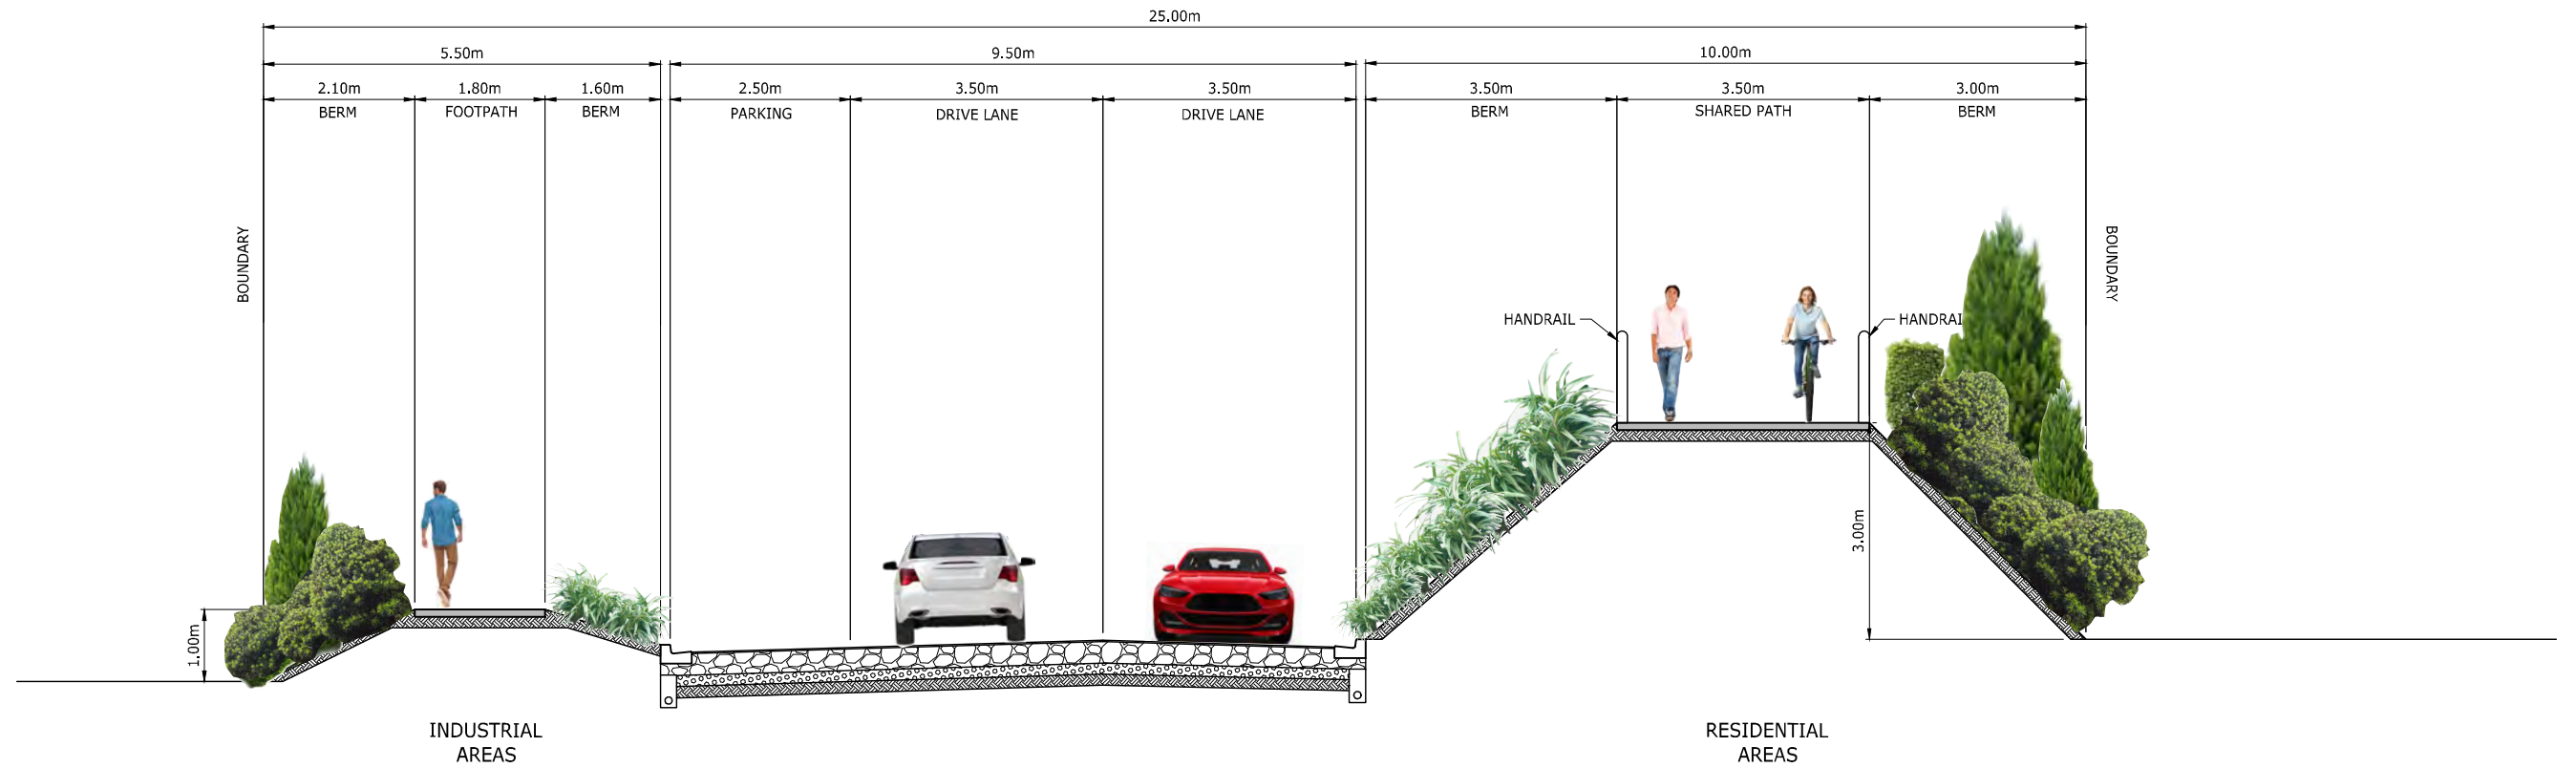 25.00m
5.50m
9.50m
10.00m
2.10m
1.80m
1.60m
2.50m
3.50m
3.50m
3.50m
3.50m
3.00m
BERM
FOOTPATH
BERM
PARKING
DRIVE LANE
DRIVE LANE
BERM
SHARED PATH
BERM
BOUNDARY
BOUNDARY
HANDRAIL
HANDRAI
1.00m
3.00m
INDUSTRIAL
AREAS
RESIDENTIAL
AREAS